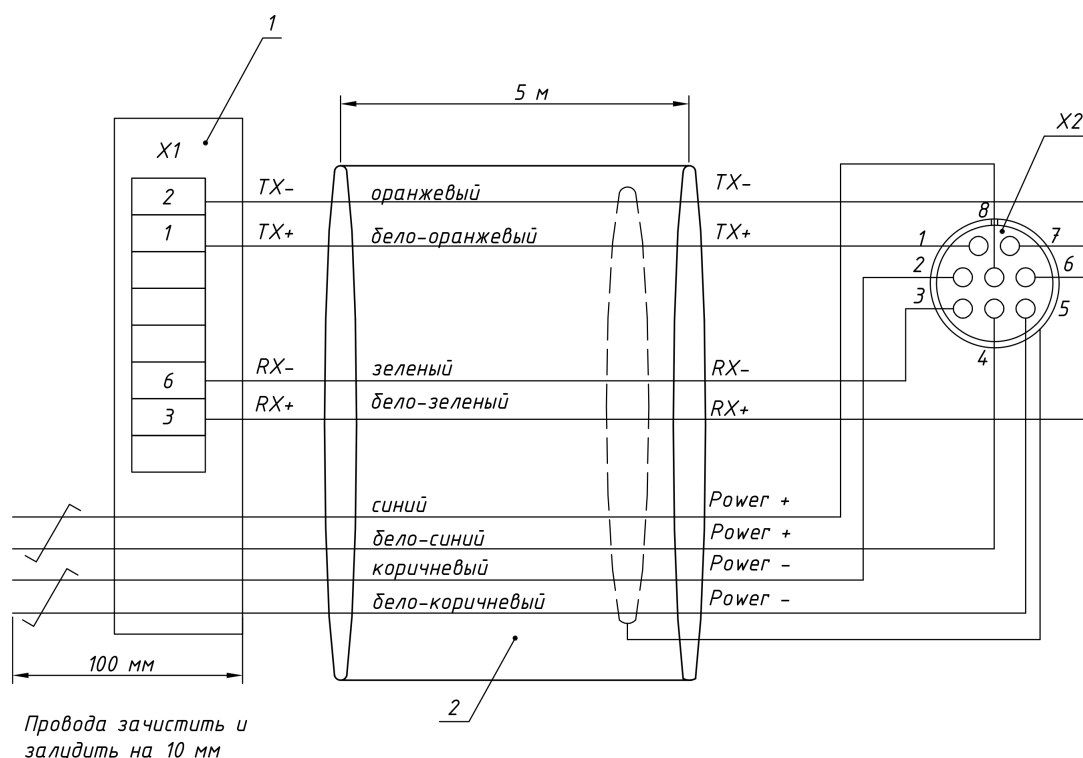 1
5 м
X1
X2
2
TX-
оранжевый
TX-
1
TX+
бело-оранжевый
TX+
8
1
7
2
6
3
5
4
6
RX-
зеленый
RX-
3
RX+
бело-зеленый
RX+
синий
Power +
бело-синий
Power +
коричневый
Power -
бело-коричневый
Power -
100 мм
2
Провода зачистить и
залидить на 10 мм